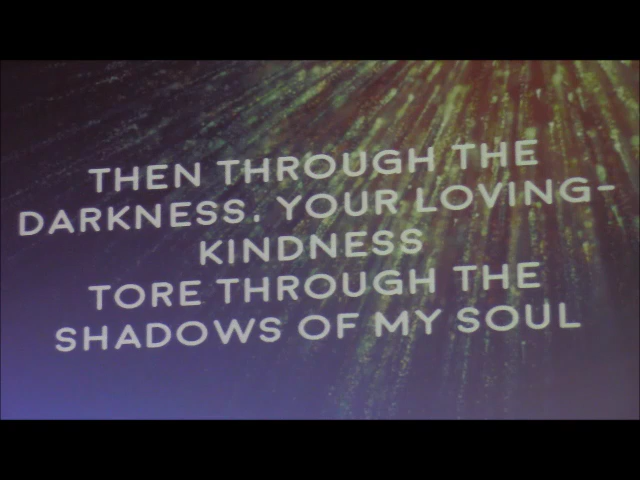 THEN THROUGH THE
DARKNESS, YOUR LOVING-
KINDNESS
TORE THROUGH THE
SHADOWS OF MY SOUL